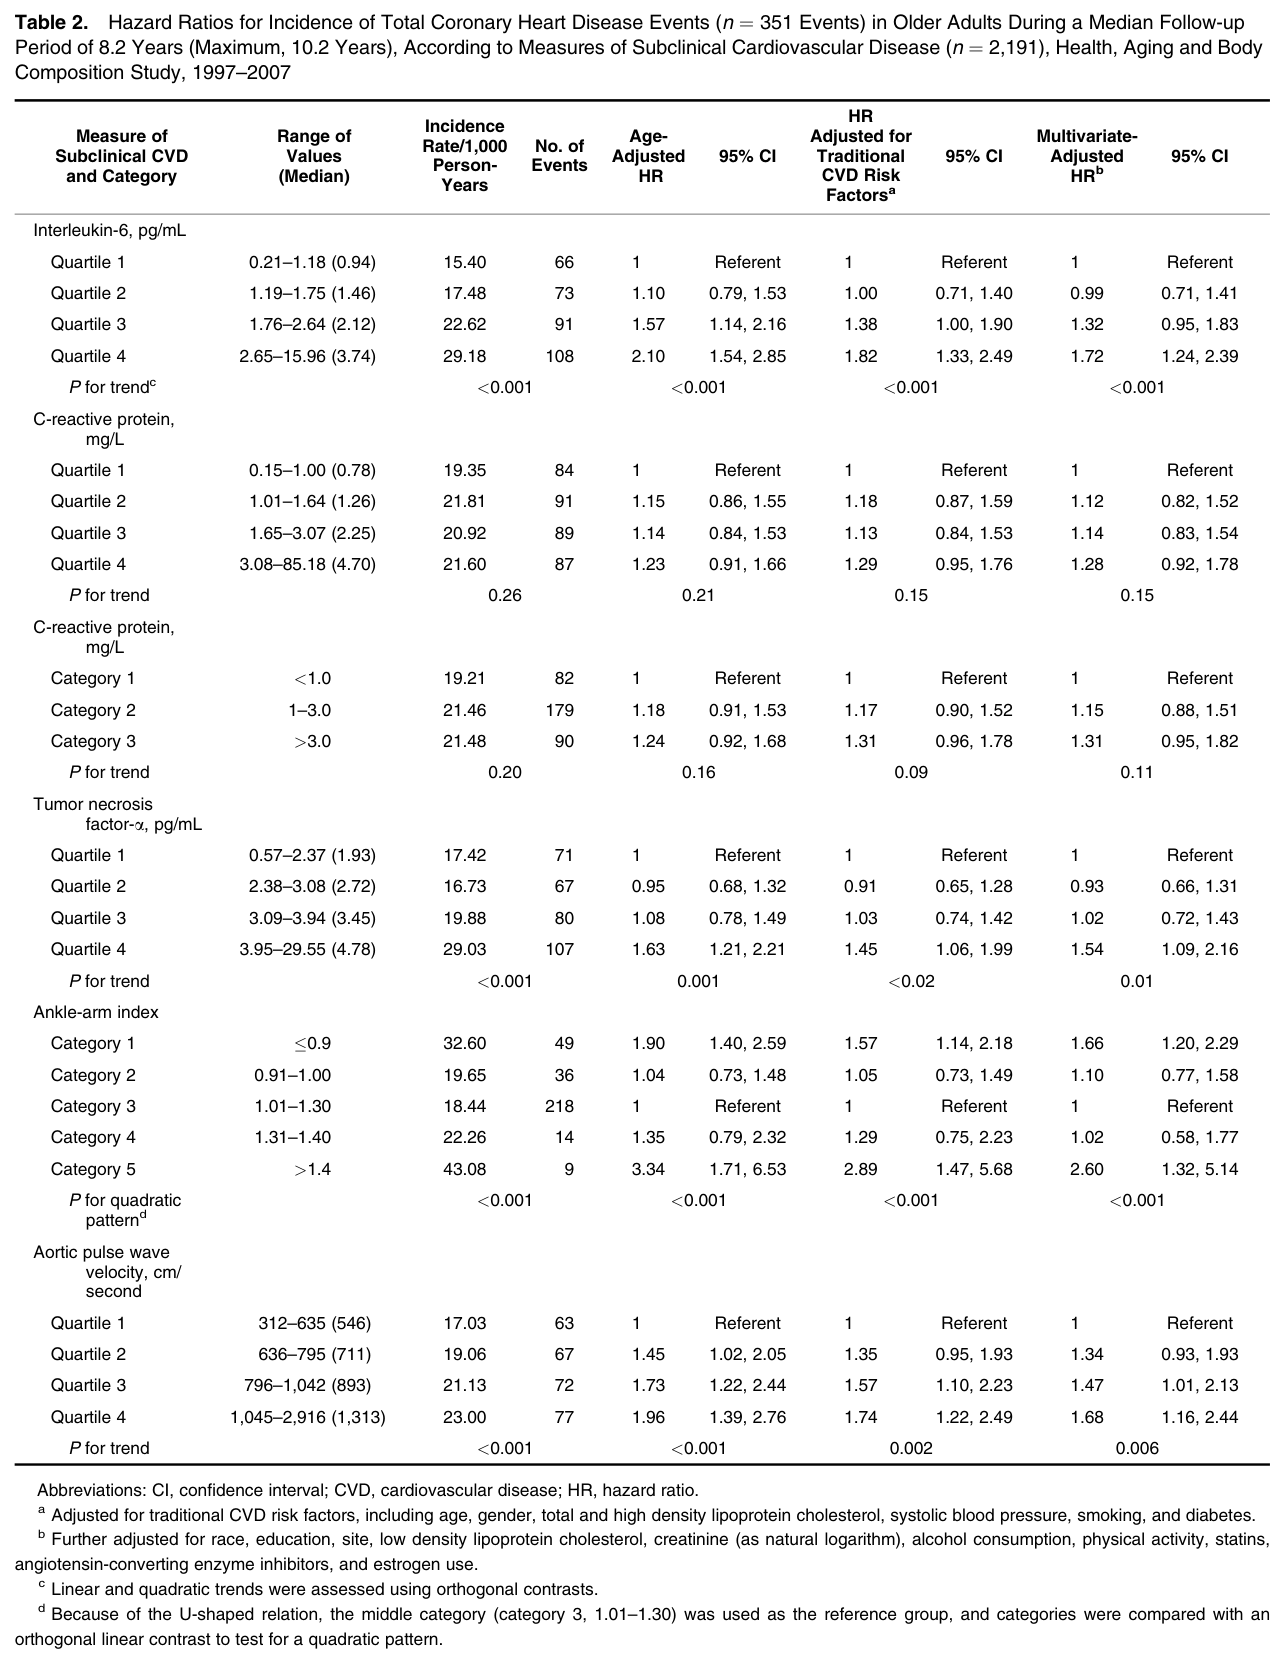 Table 2. Hazard Ratios for Incidence of Total Coronary Heart Disease Events (n = 351 Events) in Older Adults During a Median Follow-up
Period of 8.2 Years (Maximum, 10.2 Years), According to Measures of Subclinical Cardiovascular Disease (n = 2,191), Health, Aging and Body
Composition Study, 1997–2007
Measure of Subclinical CVD and Category Range of Values (Median) Incidence Rate/1,000 Person-Years No. of Events Age-Adjusted HR 95% CI HR Adjusted for Traditional CVD Risk Factors^a 95% CI Multivariate-Adjusted HR^b 95% CI
Interleukin-6, pg/mL
Quartile 1 0.21–1.18 (0.94) 15.40 66 1 Referent 1 Referent 1 Referent
Quartile 2 1.19–1.75 (1.46) 17.48 73 1.10 0.79, 1.53 1.00 0.71, 1.40 0.99 0.71, 1.41
Quartile 3 1.76–2.64 (2.12) 22.62 91 1.57 1.14, 2.16 1.38 1.00, 1.90 1.32 0.95, 1.83
Quartile 4 2.65–15.96 (3.74) 29.18 108 2.10 1.54, 2.85 1.82 1.33, 2.49 1.72 1.24, 2.39
P for trend^c <0.001 <0.001 <0.001 <0.001
C-reactive protein,
mg/L
Quartile 1 0.15–1.00 (0.78) 19.35 84 1 Referent 1 Referent 1 Referent
Quartile 2 1.01–1.64 (1.26) 21.81 91 1.15 0.86, 1.55 1.18 0.87, 1.59 1.12 0.82, 1.52
Quartile 3 1.65–3.07 (2.25) 20.92 89 1.14 0.84, 1.53 1.13 0.84, 1.53 1.14 0.83, 1.54
Quartile 4 3.08–85.18 (4.70) 21.60 87 1.23 0.91, 1.66 1.29 0.95, 1.76 1.28 0.92, 1.78
P for trend 0.26 0.21 0.15 0.15
C-reactive protein,
mg/L
Category 1 <1.0 19.21 82 1 Referent 1 Referent 1 Referent
Category 2 1–3.0 21.46 179 1.18 0.91, 1.53 1.17 0.90, 1.52 1.15 0.88, 1.51
Category 3 >3.0 21.48 90 1.24 0.92, 1.68 1.31 0.96, 1.78 1.31 0.95, 1.82
P for trend 0.20 0.16 0.09 0.11
Tumor necrosis
factor-α, pg/mL
Quartile 1 0.57–2.37 (1.93) 17.42 71 1 Referent 1 Referent 1 Referent
Quartile 2 2.38–3.08 (2.72) 16.73 67 0.95 0.68, 1.32 0.91 0.65, 1.28 0.93 0.66, 1.31
Quartile 3 3.09–3.94 (3.45) 19.88 80 1.08 0.78, 1.49 1.03 0.74, 1.42 1.02 0.72, 1.43
Quartile 4 3.95–29.55 (4.78) 29.03 107 1.63 1.21, 2.21 1.45 1.06, 1.99 1.54 1.09, 2.16
P for trend <0.001 0.001 <0.02 0.01
Ankle-arm index
Category 1 ≤0.9 32.60 49 1.90 1.40, 2.59 1.57 1.14, 2.18 1.66 1.20, 2.29
Category 2 0.91–1.00 19.65 36 1.04 0.73, 1.48 1.05 0.73, 1.49 1.10 0.77, 1.58
Category 3 1.01–1.30 18.44 218 1 Referent 1 Referent 1 Referent
Category 4 1.31–1.40 22.26 14 1.35 0.79, 2.32 1.29 0.75, 2.23 1.02 0.58, 1.77
Category 5 >1.4 43.08 9 3.34 1.71, 6.53 2.89 1.47, 5.68 2.60 1.32, 5.14
P for quadratic <0.001 <0.001 <0.001 <0.001
pattern^d
Aortic pulse wave
velocity, cm/
second
Quartile 1 312–635 (546) 17.03 63 1 Referent 1 Referent 1 Referent
Quartile 2 636–795 (711) 19.06 67 1.45 1.02, 2.05 1.35 0.95, 1.93 1.34 0.93, 1.93
Quartile 3 796–1,042 (893) 21.13 72 1.73 1.22, 2.44 1.57 1.10, 2.23 1.47 1.01, 2.13
Quartile 4 1,045–2,916 (1,313) 23.00 77 1.96 1.39, 2.76 1.74 1.22, 2.49 1.68 1.16, 2.44
P for trend <0.001 <0.001 0.002 0.006
Abbreviations: CI, confidence interval; CVD, cardiovascular disease; HR, hazard ratio.
^a Adjusted for traditional CVD risk factors, including age, gender, total and high density lipoprotein cholesterol, systolic blood pressure, smoking, and diabetes.
^b Further adjusted for race, education, site, low density lipoprotein cholesterol, creatinine (as natural logarithm), alcohol consumption, physical activity, statins,
angiotensin-converting enzyme inhibitors, and estrogen use.
^c Linear and quadratic trends were assessed using orthogonal contrasts.
^d Because of the U-shaped relation, the middle category (category 3, 1.01–1.30) was used as the reference group, and categories were compared with an
orthogonal linear contrast to test for a quadratic pattern.